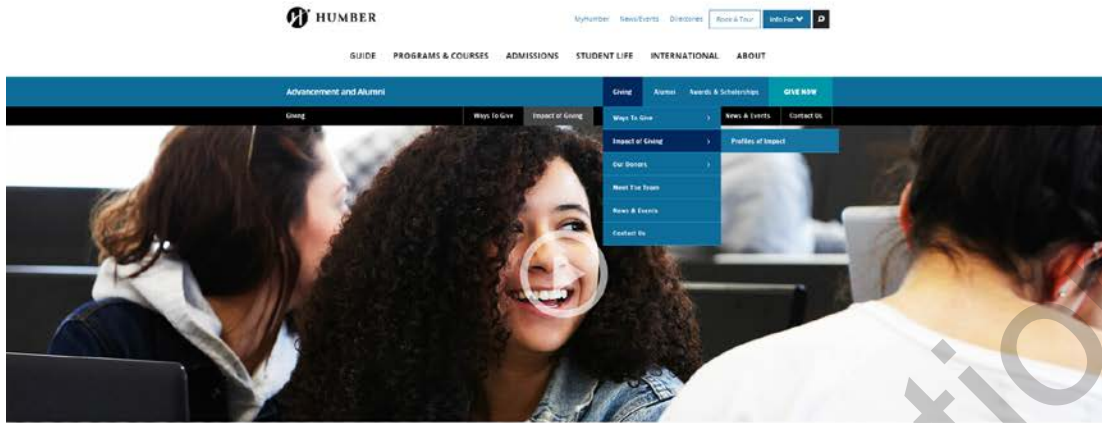 HUMBER
MyHumber News/Events Directories Book A Tour Info For
GUIDE PROGRAMS & COURSES ADMISSIONS STUDENT LIFE INTERNATIONAL ABOUT
Advancement and Alumni Giving Alumni Awards & Scholarships GIVE NOW
Giving Ways To Give Impact of Giving News & Events Contact Us
Ways To Give
Impact of Giving Profiles of Impact
Our Donors
Meet The Team
News & Events
Contact Us